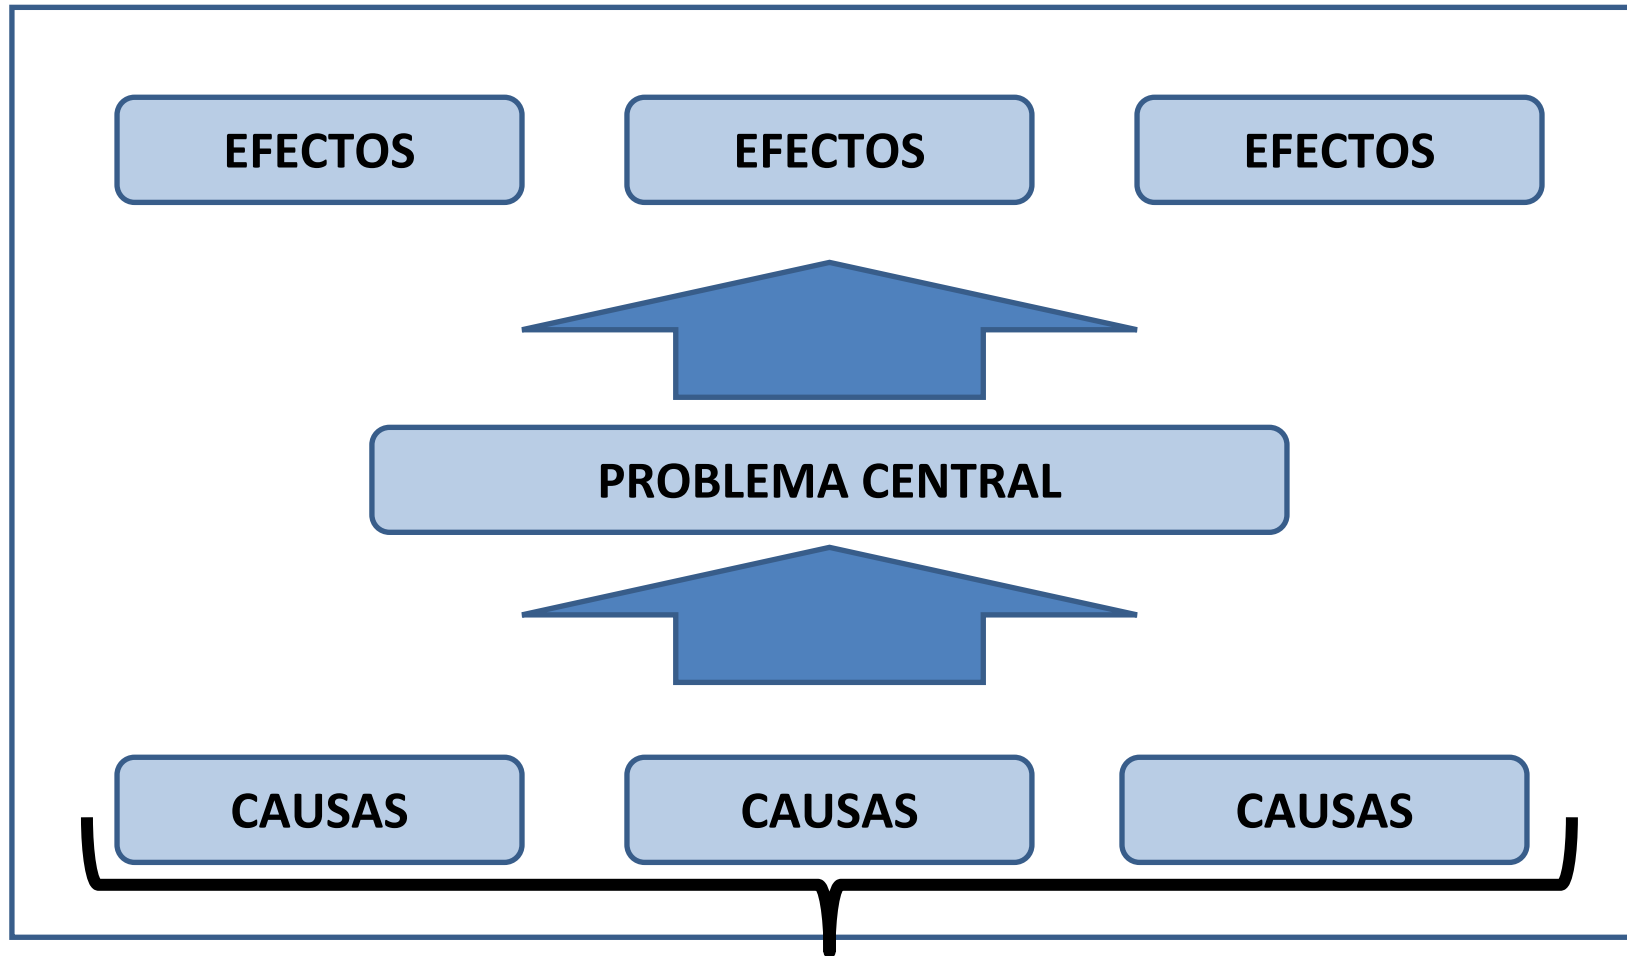 EFECTOS
EFECTOS
EFECTOS
PROBLEMA CENTRAL
CAUSAS
CAUSAS
CAUSAS